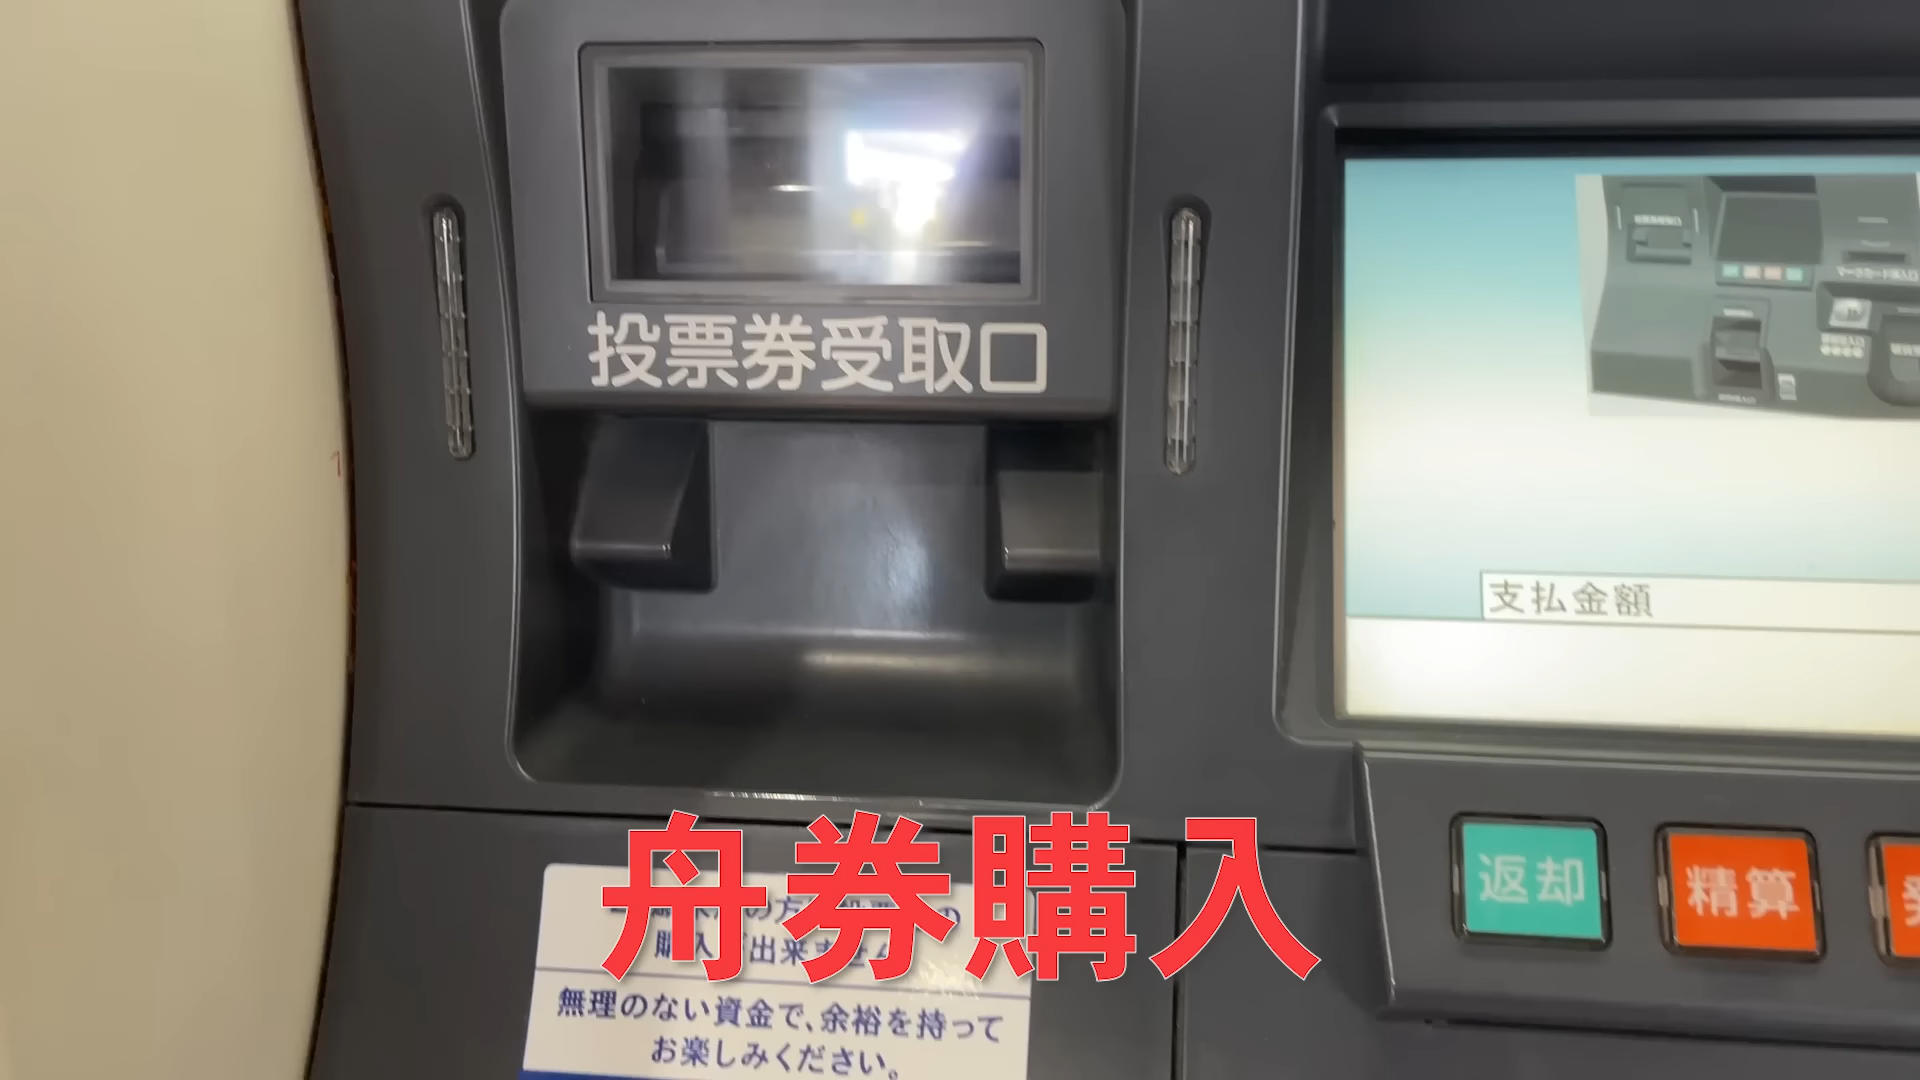 投票券受取口
支払金額
返却
精算
舟券購入
無理のない資金で、余裕を持って
お楽しみください。